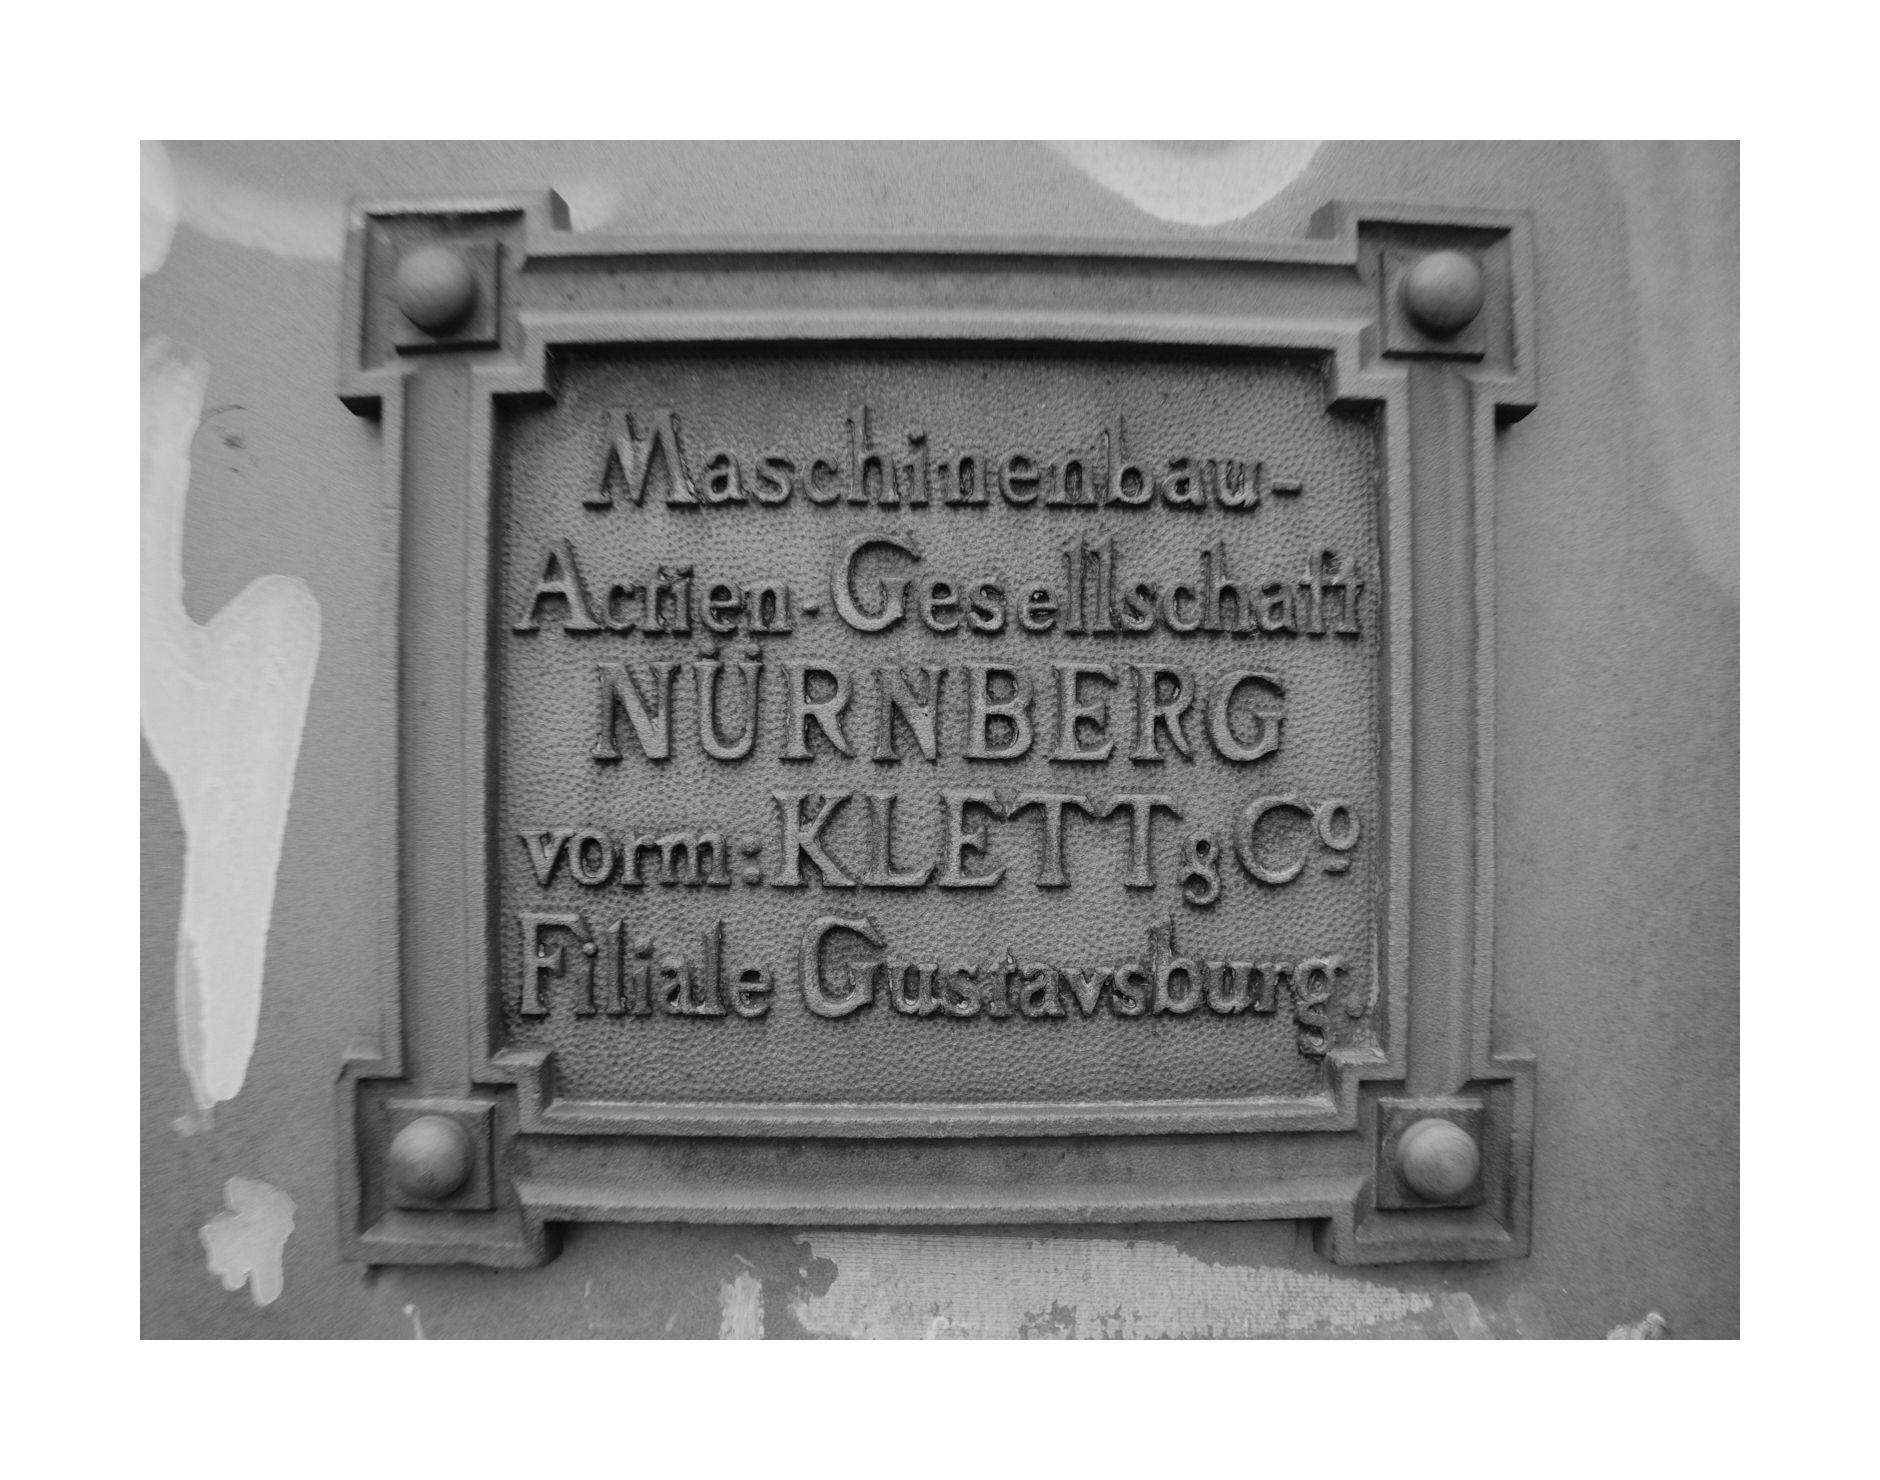 Maschinenbau-
Actien-Gesellschaft
NÜRNBERG
vorm: KLETT & Cº
Filiale Gustavsburg.